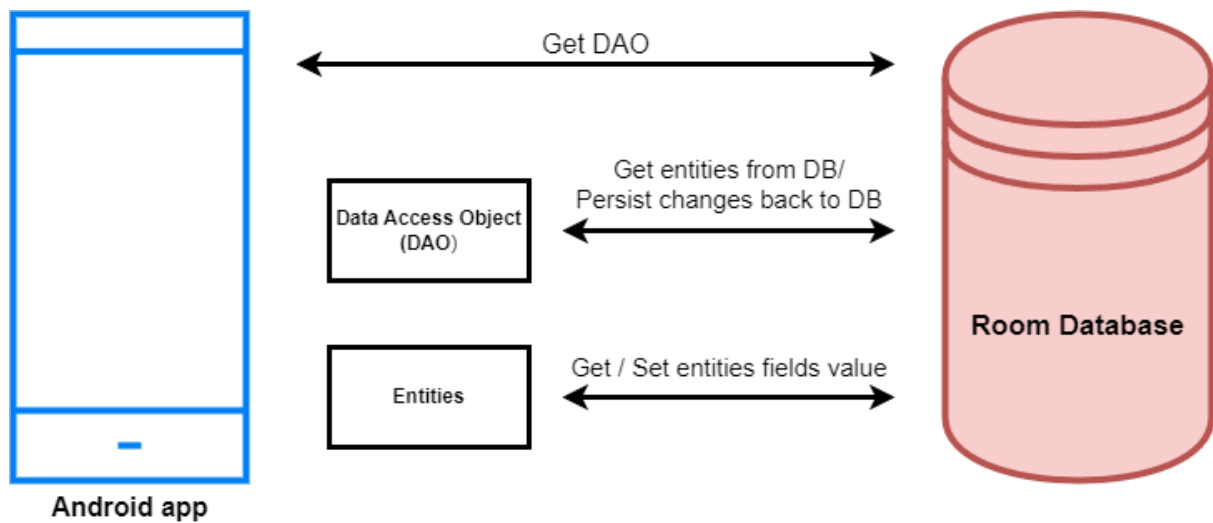 Get DAO
Get entities from DB/
Persist changes back to DB
Data Access Object
(DAO)
Room Database
Get / Set entities fields value
Entities
Android app